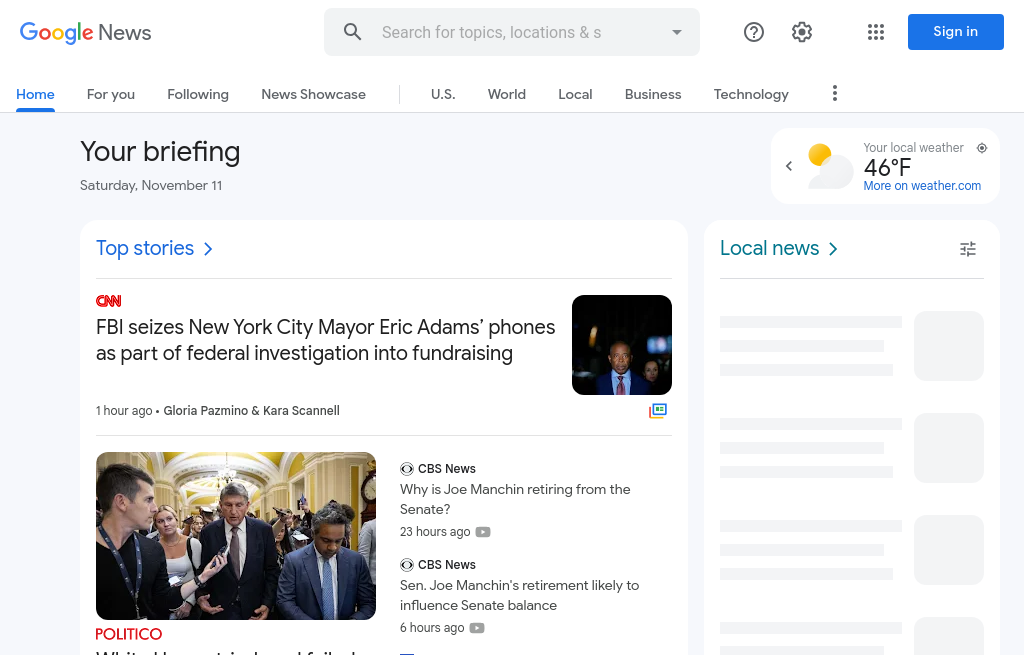 Google News
Search for topics, locations & s
Sign in
Home
For you
Following
News Showcase
U.S.
World
Local
Business
Technology
Your briefing
Saturday, November 11
Your local weather
46°F
More on weather.com
Top stories
Local news
CNN
FBI seizes New York City Mayor Eric Adams’ phones
as part of federal investigation into fundraising
1 hour ago • Gloria Pazmino & Kara Scannell
CBS News
Why is Joe Manchin retiring from the
Senate?
23 hours ago
CBS News
Sen. Joe Manchin's retirement likely to
influence Senate balance
6 hours ago
POLITICO